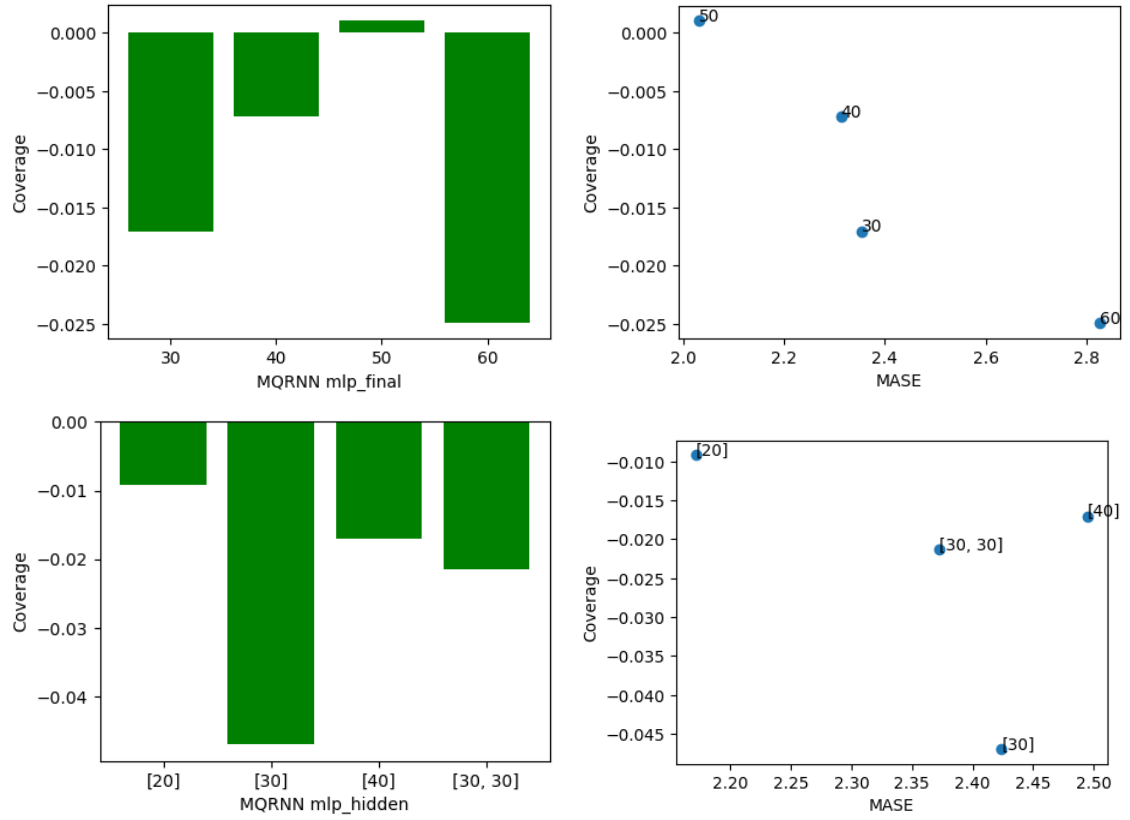 0.000
−0.005
−0.010
−0.015
−0.020
−0.025
Coverage
30 40 50 60
MQRNN mlp_final
0.000
−0.005
−0.010
−0.015
−0.020
−0.025
Coverage
50
40
30
60
2.0 2.2 2.4 2.6 2.8
MASE
0.00
−0.01
−0.02
−0.03
−0.04
Coverage
[20] [30] [40] [30, 30]
MQRNN mlp_hidden
−0.010
−0.015
−0.020
−0.025
−0.030
−0.035
−0.040
−0.045
Coverage
[20]
[40]
[30, 30]
[30]
2.20 2.25 2.30 2.35 2.40 2.45 2.50
MASE